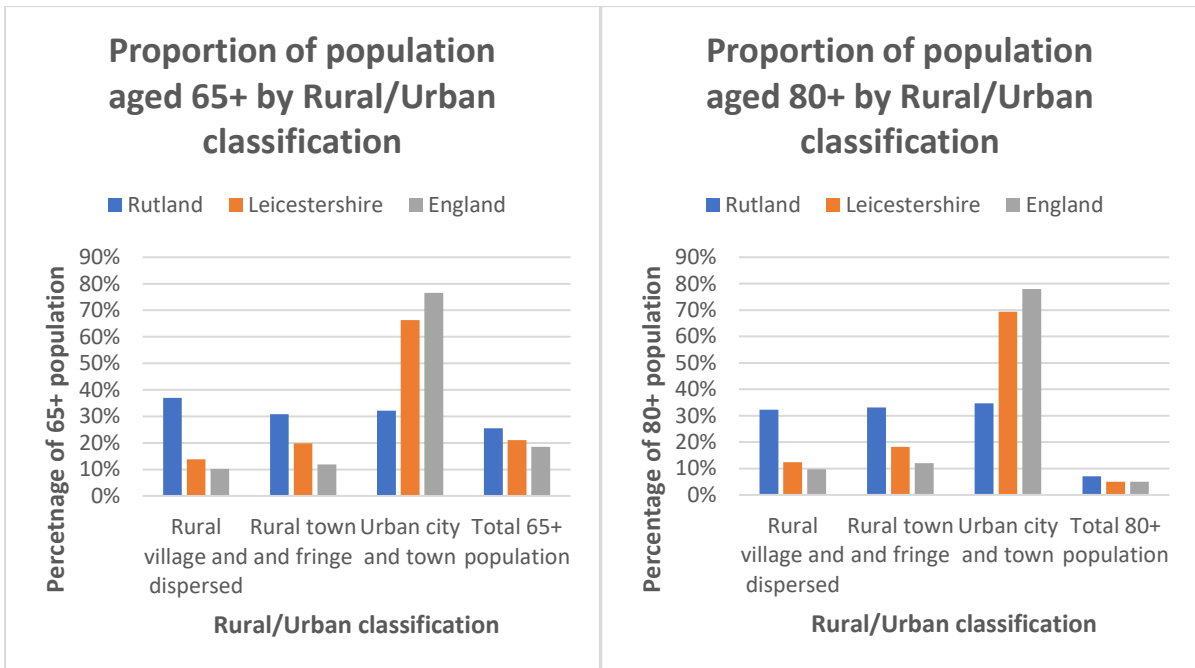 Proportion of population
aged 65+ by Rural/Urban
classification
Rutland Leicestershire England
Percetnage of 65+ population
90%
80%
70%
60%
50%
40%
30%
20%
10%
0%
Rural Rural town Urban city Total 65+
village and and fringe and town population
dispersed
Rural/Urban classification
Proportion of population
aged 80+ by Rural/Urban
classification
Rutland Leicestershire England
Percentage of 80+ population
90%
80%
70%
60%
50%
40%
30%
20%
10%
0%
Rural Rural town Urban city Total 80+
village and and fringe and town population
dispersed
Rural/Urban classification